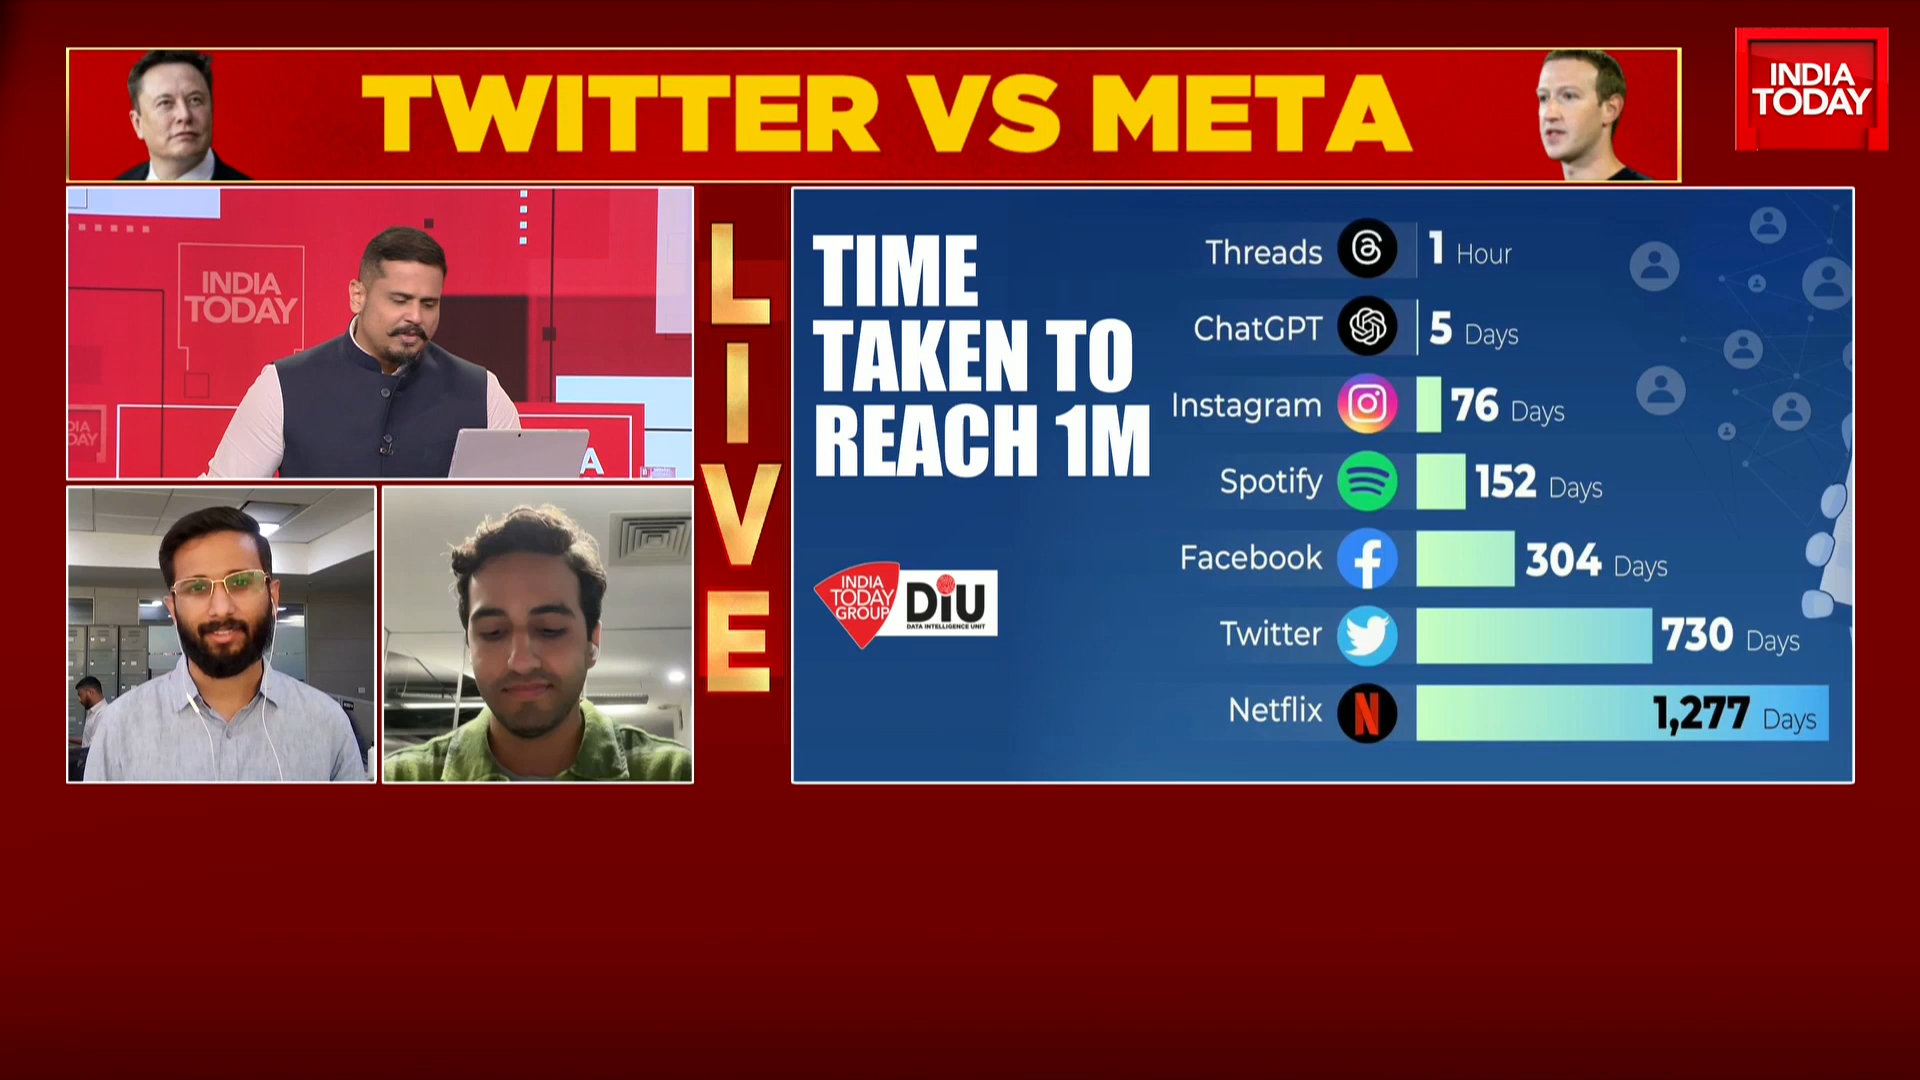 TWITTER VS META
INDIA
TODAY
INDIA
TODAY
LIVE
TIME
TAKEN TO
REACH 1M
Threads 1 Hour
ChatGPT 5 Days
Instagram 76 Days
Spotify 152 Days
Facebook f 304 Days
Twitter 730 Days
Netflix N 1,277 Days
INDIA
TODAY
GROUP
DiU
DATA INTELLIGENCE UNIT